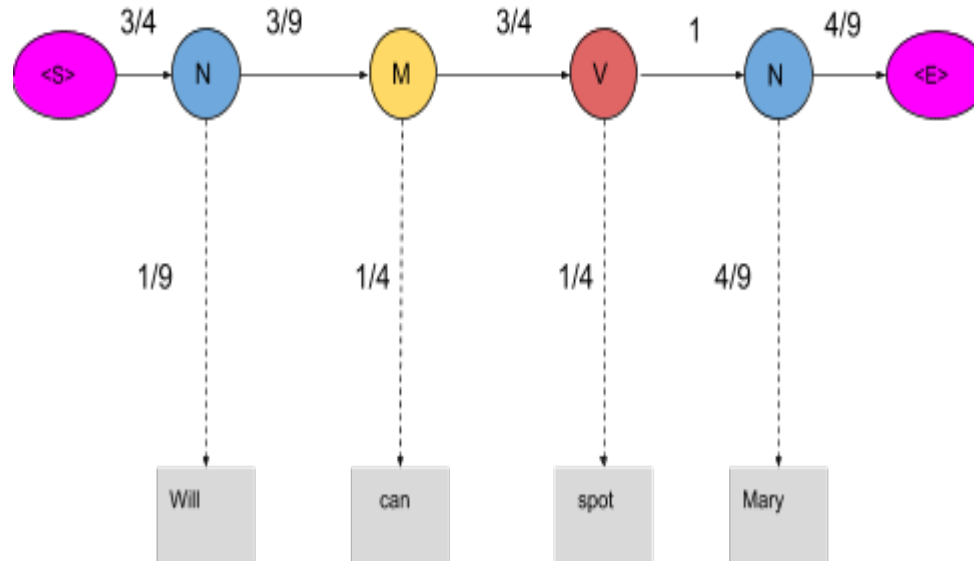 3/4 3/9 3/4 1 4/9
<S> N M V N <E>
1/9 1/4 1/4 4/9
Will can spot Mary